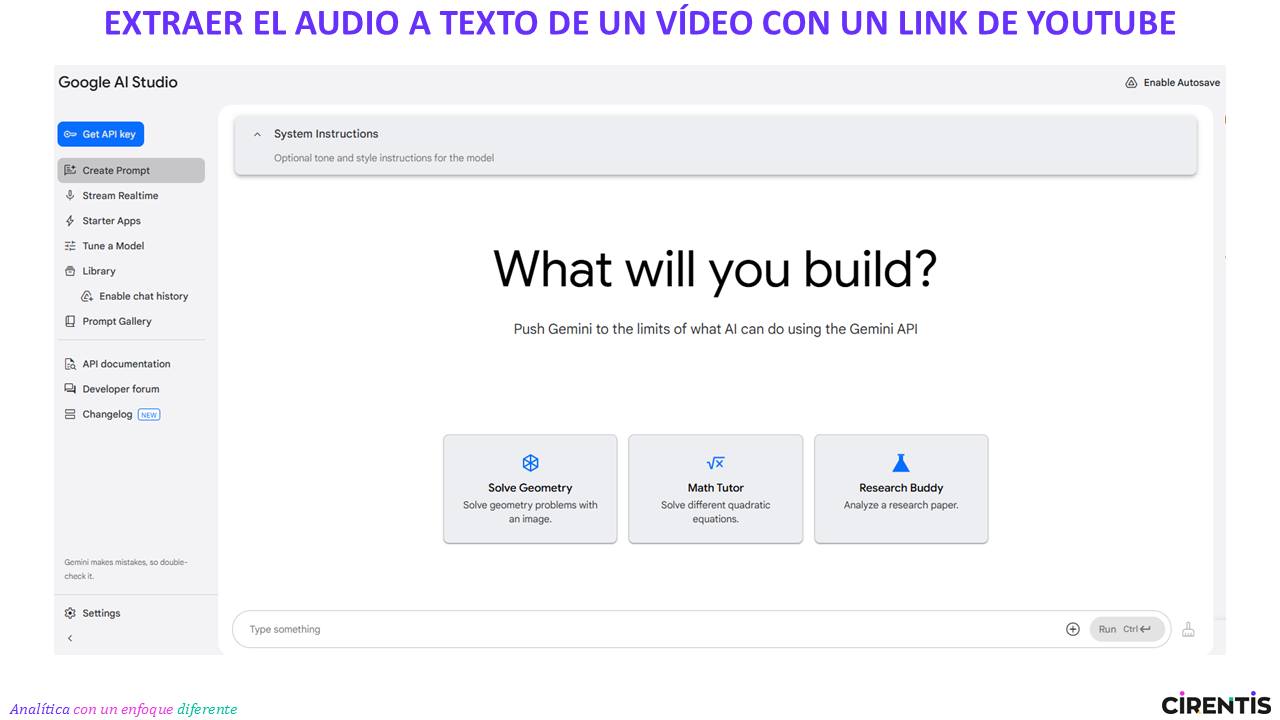 EXTRAER EL AUDIO A TEXTO DE UN VÍDEO CON UN LINK DE YOUTUBE
Google AI Studio
Enable Autosave
Get API key
Create Prompt
Stream Realtime
Starter Apps
Tune a Model
Library
Enable chat history
Prompt Gallery
API documentation
Developer forum
Changelog NEW
Gemini makes mistakes, so double-
check it.
Settings
System Instructions
Optional tone and style instructions for the model
What will you build?
Push Gemini to the limits of what AI can do using the Gemini API
Solve Geometry
Solve geometry problems with
an image.
Math Tutor
Solve different quadratic
equations.
Research Buddy
Analyze a research paper.
Type something
Run Ctrl
Analítica con un enfoque diferente
CIRENTIS